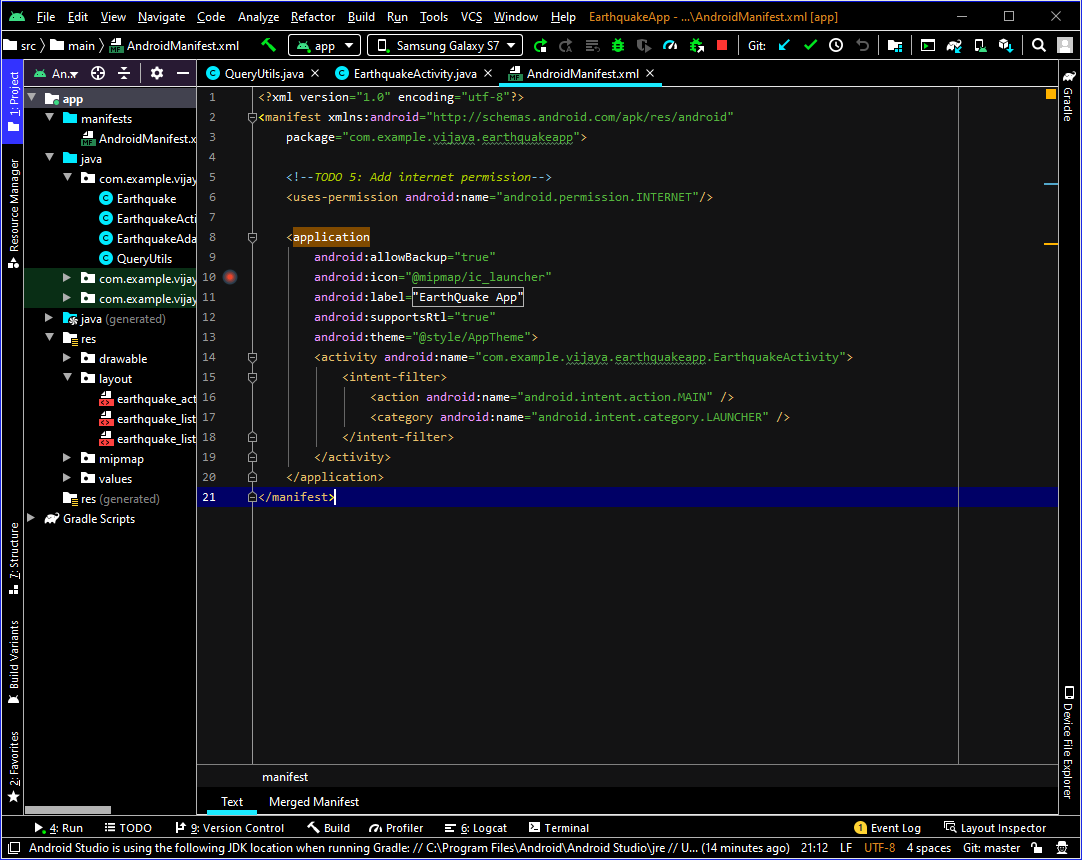 File Edit View Navigate Code Analyze Refactor Build Run Tools VCS Window Help EarthquakeApp - ...\AndroidManifest.xml [app]
src main AndroidManifest.xml app Samsung Galaxy S7 Git:
An.. QueryUtils.java EarthquakeActivity.java AndroidManifest.xml
1: Project
Resource Manager
7: Structure
Build Variants
2: Favorites
app
manifests
AndroidManifest.x
java
com.example.vijay
Earthquake
EarthquakeActi
EarthquakeAda
QueryUtils
com.example.vijay
com.example.vijay
java (generated)
res
drawable
layout
earthquake_act
earthquake_list
earthquake_list
mipmap
values
res (generated)
Gradle Scripts
1 <?xml version="1.0" encoding="utf-8"?>
2 <manifest xmlns:android="http://schemas.android.com/apk/res/android"
3 package="com.example.vijaya.earthquakeapp">
4
5 <!--TODO 5: Add internet permission-->
6 <uses-permission android:name="android.permission.INTERNET"/>
7
8 <application
9 android:allowBackup="true"
10 android:icon="@mipmap/ic_launcher"
11 android:label="EarthQuake App"
12 android:supportsRtl="true"
13 android:theme="@style/AppTheme">
14 <activity android:name="com.example.vijaya.earthquakeapp.EarthquakeActivity">
15 <intent-filter>
16 <action android:name="android.intent.action.MAIN" />
17 <category android:name="android.intent.category.LAUNCHER" />
18 </intent-filter>
19 </activity>
20 </application>
21 </manifest>
Gradle
Device File Explorer
manifest
Text Merged Manifest
4: Run TODO 9: Version Control Build Profiler 6: Logcat Terminal 1 Event Log Layout Inspector
Android Studio is using the following JDK location when running Gradle: // C:\Program Files\Android\Android Studio\jre // U... (14 minutes ago) 21:12 LF UTF-8 4 spaces Git: master